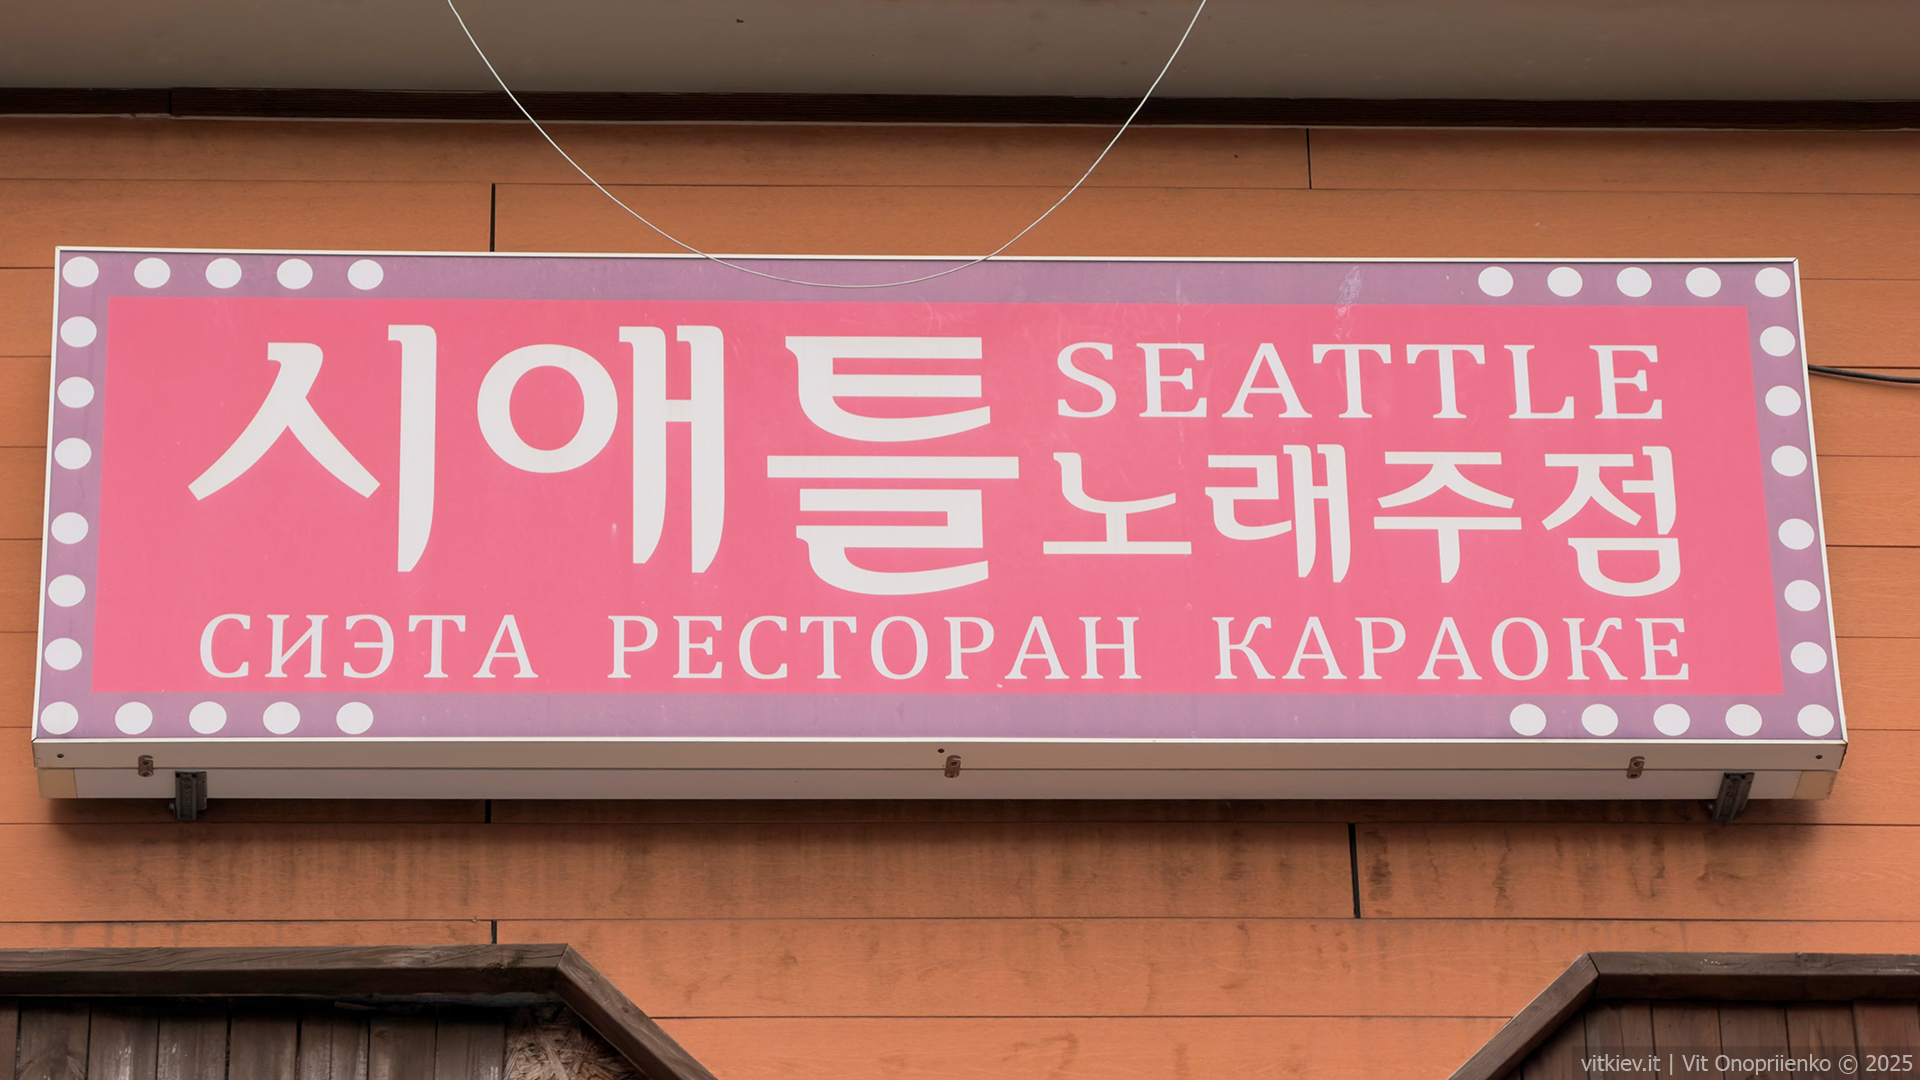 시애틀 SEATTLE
노래주점
СИЭТА РЕСТОРАН КАРАОКЕ
vitkiev.it | Vit Onopriienko © 2025